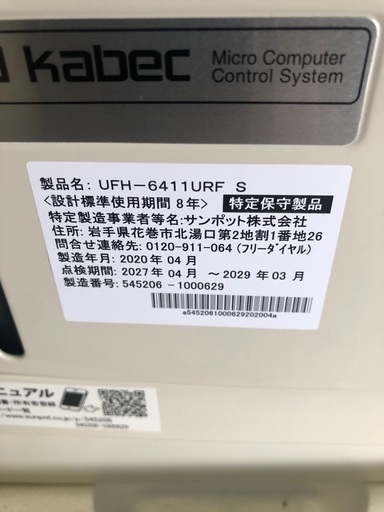 Kabec
Micro Computer
Control System
製品名: UFH-6411URF S
<設計標準使用期間 8年> 特定保守製品
特定製造事業者等名:サンポット株式会社
住所: 岩手県花巻市北湯口第2地割1番地26
問合せ連絡先: 0120-911-064 (フリーダイヤル)
製造年月: 2020 年 04 月
点検期間: 2027 年 04 月 ～ 2029 年 03 月
製造番号: 545206 -1000629
a5452061000629202004a
ニュアル
545206-1000629